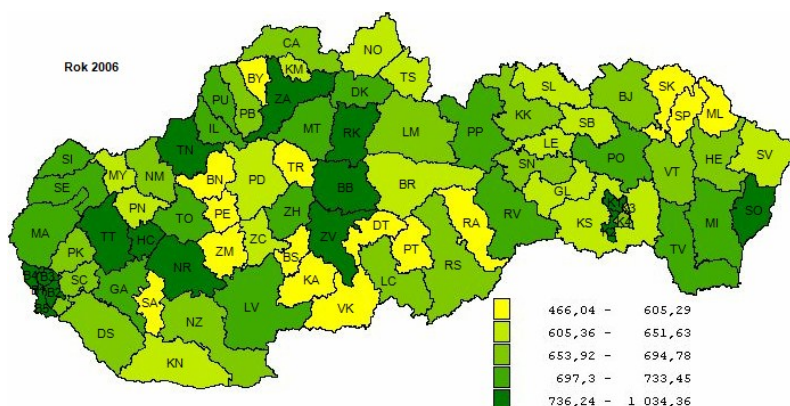 Rok 2006
CA
NO
KM
BY
TS
ZA
PU
PB
DK
SL
BJ
SK
SP
ML
KK
IL
MT
RK
LM
PP
SB
LE
TN
SN
PO
VT
HE
SV
SI
MY
NM
BN
PD
TR
BR
GL
SE
PN
PE
BB
TO
ZH
RA
RV
KS
MI
SO
MA
TT
HC
ZM
ZC
ZV
DT
PT
TV
PK
SC
NR
BS
KA
RS
GA
SA
LV
LC
VK
DS
NZ
KN
466,04 - 605,29
605,36 - 651,63
653,92 - 694,78
697,3 - 733,45
736,24 - 1 034,36